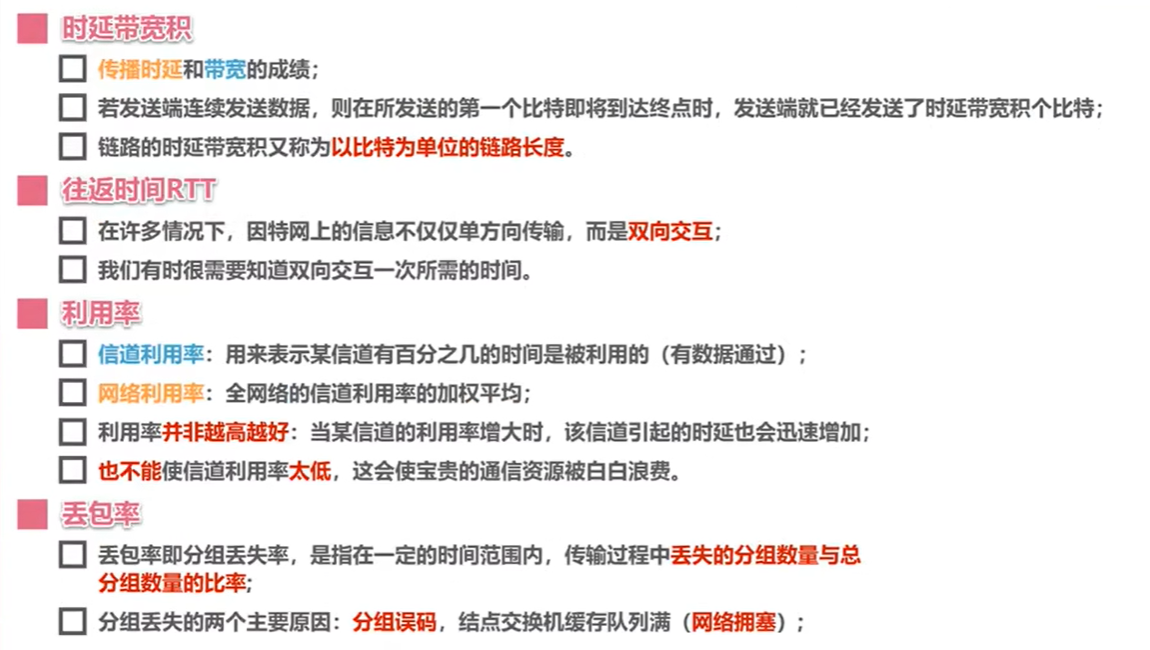 时延带宽积
传播时延和带宽的成绩；
若发送端连续发送数据，则在所发送的第一个比特即将到达终点时，发送端就已经发送了时延带宽积个比特；
链路的时延带宽积又称为以比特为单位的链路长度。
往返时间RTT
在许多情况下，因特网上的信息不仅仅单方向传输，而是双向交互；
我们有时很需要知道双向交互一次所需的时间。
利用率
信道利用率：用来表示某信道有百分之几的时间是被利用的（有数据通过）；
网络利用率：全网络的信道利用率的加权平均；
利用率并非越高越好：当某信道的利用率增大时，该信道引起的时延也会迅速增加；
也不能使信道利用率太低，这会使宝贵的通信资源被白白浪费。
丢包率
丢包率即分组丢失率，是指在一定的时间范围内，传输过程中丢失的分组数量与总
分组数量的比率；
分组丢失的两个主要原因：分组误码，结点交换机缓存队列满（网络拥塞）；